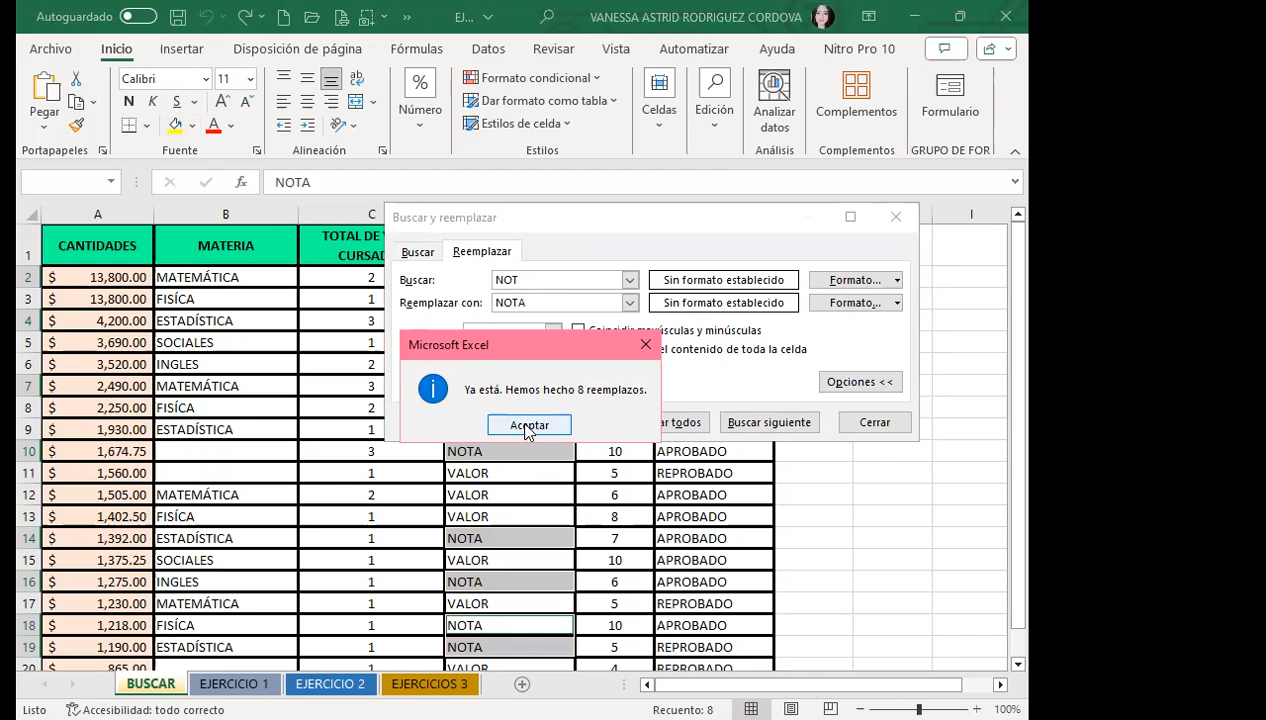 Autoguardado
EJ...
VANESSA ASTRID RODRIGUEZ CORDOVA
Archivo Inicio Insertar Disposición de página Fórmulas Datos Revisar Vista Automatizar Ayuda Nitro Pro 10
Pegar
Calibri 11
N K S
A A
A
Portapapeles
Fuente
Alineación
%
Número
Formato condicional
Dar formato como tabla
Estilos de celda
Estilos
Celdas
Edición
Analizar datos
Análisis
Complementos
Complementos
Formulario
GRUPO DE FOR
fx NOTA
A B C I
1 CANTIDADES MATERIA TOTAL DE
CURSAD
2 $ 13,800.00 MATEMÁTICA 2
3 $ 13,800.00 FISÍCA 1
4 $ 4,200.00 ESTADÍSTICA 3
5 $ 3,690.00 SOCIALES 1
6 $ 3,520.00 INGLES 2
7 $ 2,490.00 MATEMÁTICA 3
8 $ 2,250.00 FISÍCA 2
9 $ 1,930.00 ESTADÍSTICA 1
10 $ 1,674.75 3 NOTA 10 APROBADO
11 $ 1,560.00 1 VALOR 5 REPROBADO
12 $ 1,505.00 MATEMÁTICA 2 VALOR 6 APROBADO
13 $ 1,402.50 FISÍCA 1 VALOR 8 APROBADO
14 $ 1,392.00 ESTADÍSTICA 1 NOTA 7 APROBADO
15 $ 1,375.25 SOCIALES 1 VALOR 10 APROBADO
16 $ 1,275.00 INGLES 1 NOTA 6 APROBADO
17 $ 1,230.00 MATEMÁTICA 1 VALOR 5 REPROBADO
18 $ 1,218.00 FISÍCA 1 NOTA 10 APROBADO
19 $ 1,190.00 ESTADÍSTICA 1 NOTA 5 REPROBADO
20 $ 865.00 1 VALOR 4 REPROBADO
Buscar y reemplazar
Buscar Reemplazar
Buscar: NOT Sin formato establecido Formato...
Reemplazar con: NOTA Sin formato establecido Formato...
Coincidir mayúsculas y minúsculas
el contenido de toda la celda
Opciones <<
ar todos Buscar siguiente Cerrar
Microsoft Excel
Ya está. Hemos hecho 8 reemplazos.
Aceptar
BUSCAR EJERCICIO 1 EJERCICIO 2 EJERCICIOS 3
Listo Accesibilidad: todo correcto Recuento: 8 100%